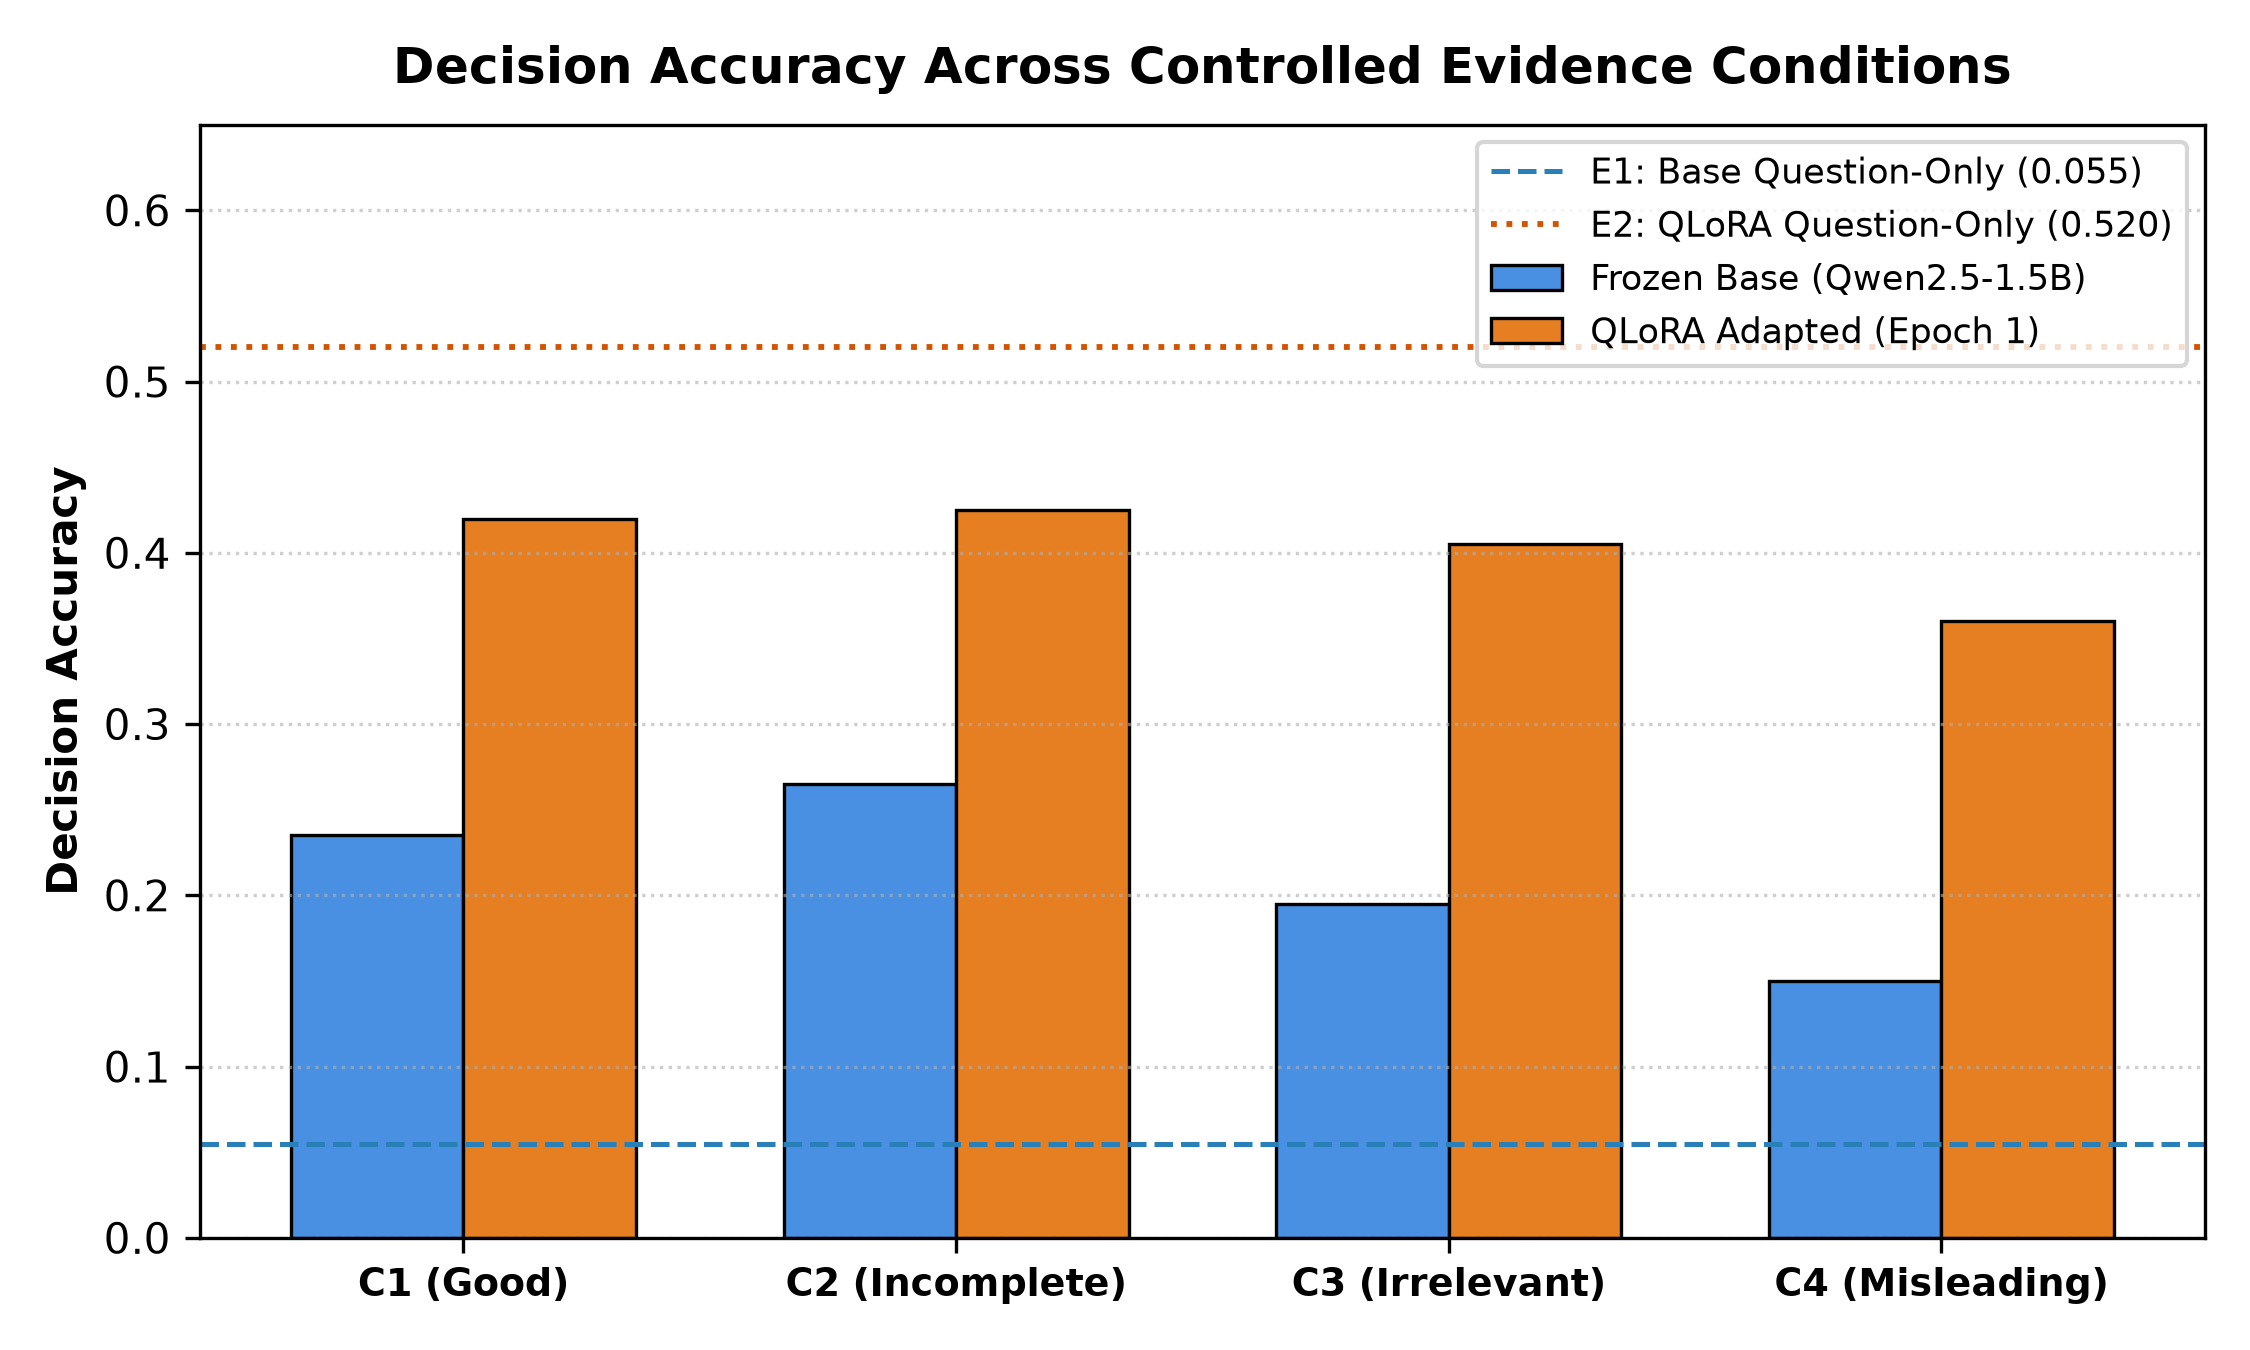 Decision Accuracy Across Controlled Evidence Conditions
E1: Base Question-Only (0.055)
E2: QLoRA Question-Only (0.520)
Frozen Base (Qwen2.5-1.5B)
QLoRA Adapted (Epoch 1)
Decision Accuracy
0.6
0.5
0.4
0.3
0.2
0.1
0.0
C1 (Good)
C2 (Incomplete)
C3 (Irrelevant)
C4 (Misleading)